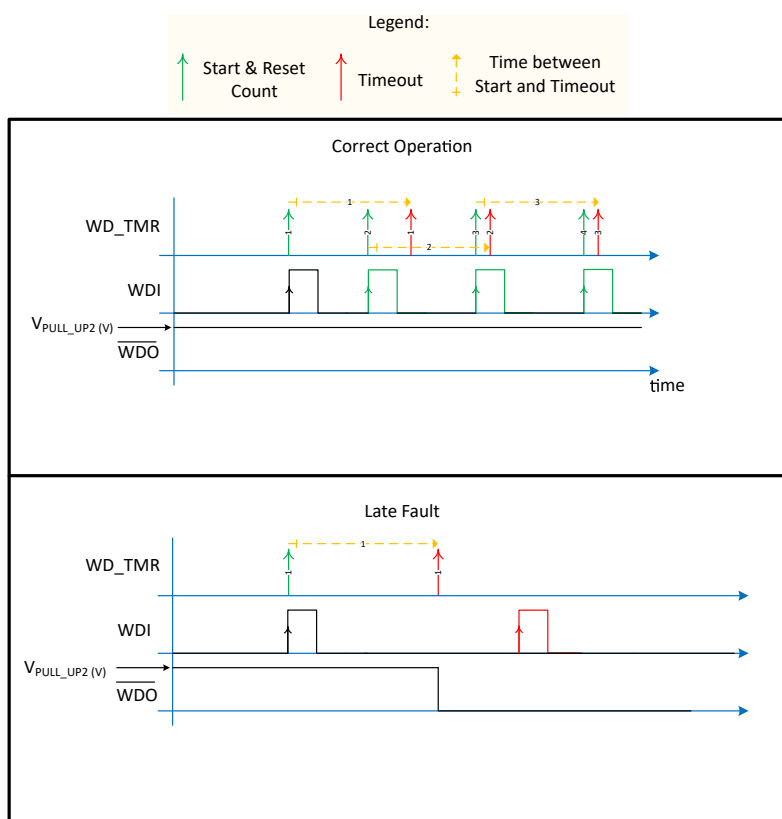 Legend:
Start & Reset
Count
Timeout
Time between
Start and Timeout
Correct Operation
1
3
WD_TMR
1
2
1
3
2
4
3
2
WDI
VPULL_UP2 (V)
WDO
time
Late Fault
1
WD_TMR
1
1
WDI
VPULL_UP2 (V)
WDO